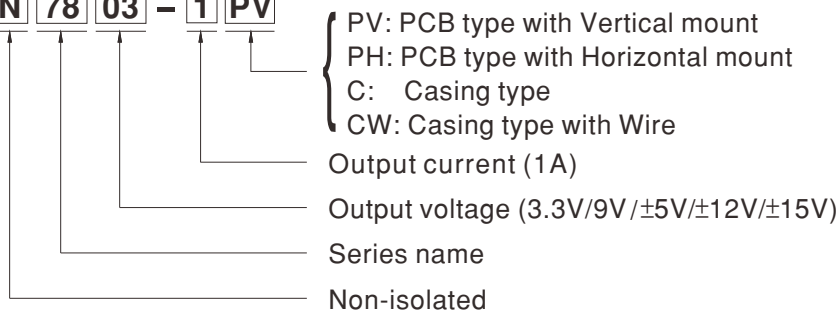 N 78 03 - 1 PV
PV: PCB type with Vertical mount
PH: PCB type with Horizontal mount
C: Casing type
CW: Casing type with Wire
Output current (1A)
Output voltage (3.3V/9V/±5V/±12V/±15V)
Series name
Non-isolated